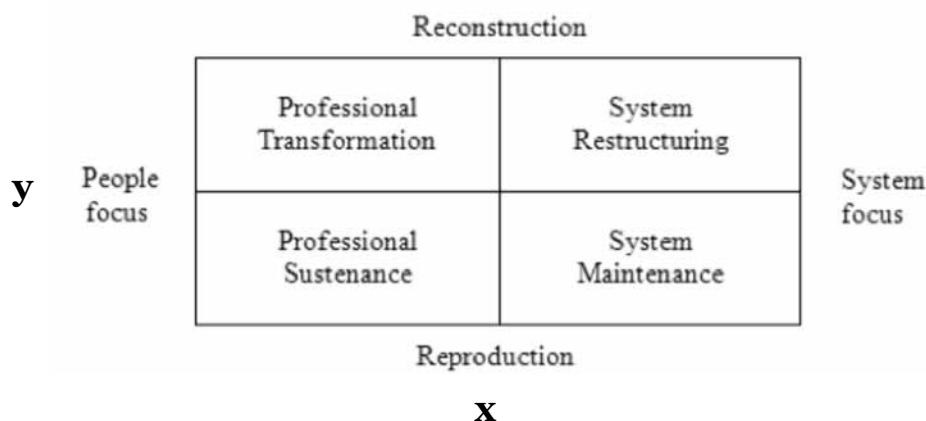 Reconstruction
Professional
Transformation
System
Restructuring
y
People
focus
System
focus
Professional
Sustenance
System
Maintenance
Reproduction
x